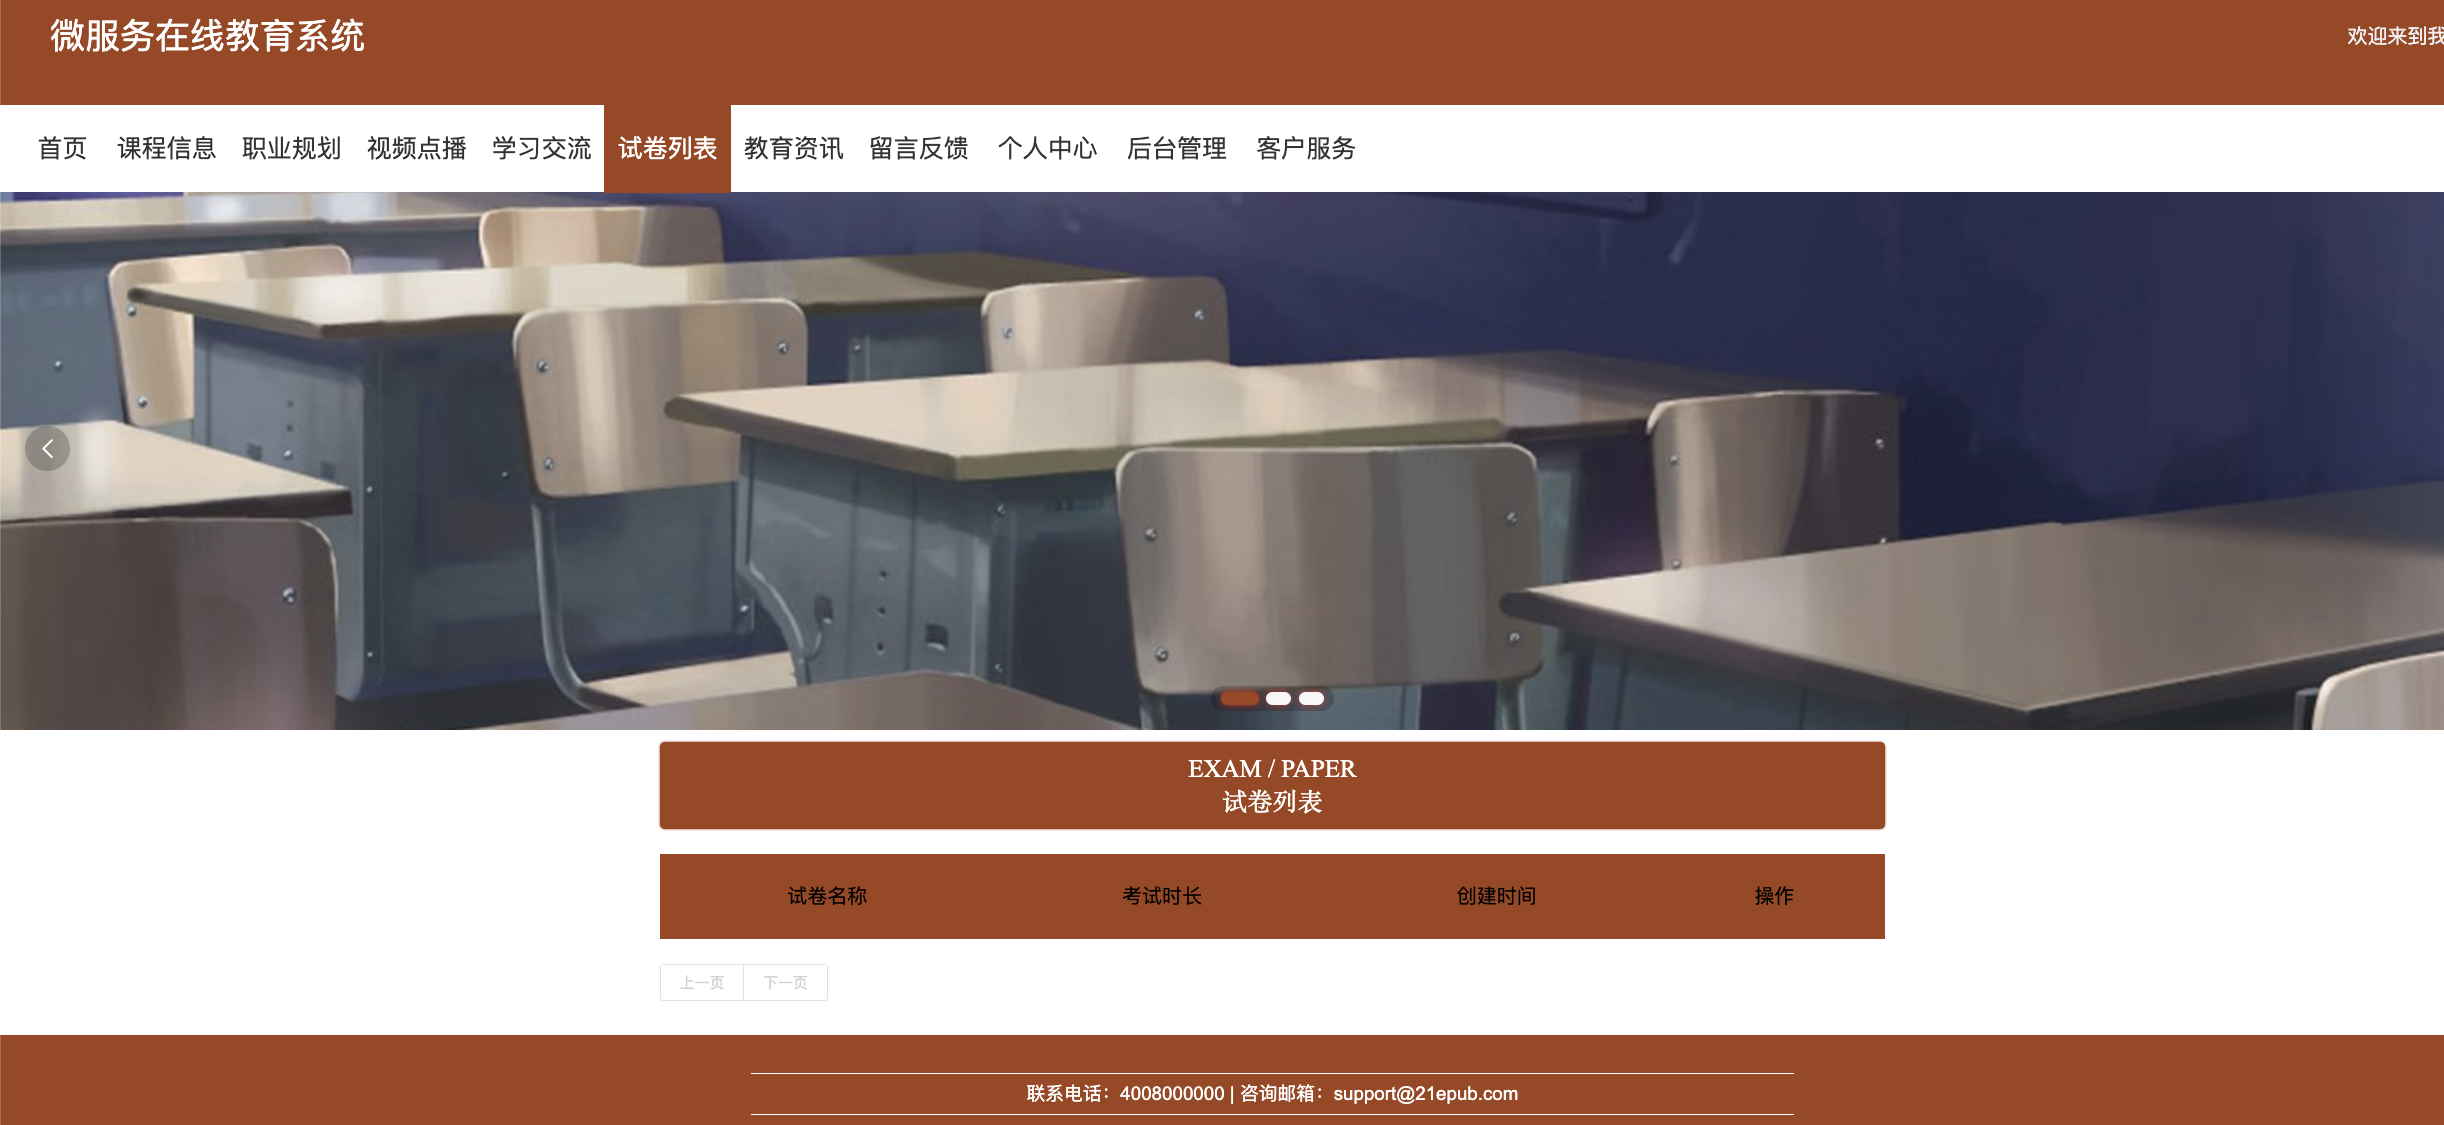 微服务在线教育系统
欢迎来到我
首页 课程信息 职业规划 视频点播 学习交流 试卷列表 教育资讯 留言反馈 个人中心 后台管理 客户服务
EXAM / PAPER
试卷列表
试卷名称 考试时长 创建时间 操作
上一页 下一页
联系电话：4008000000 | 咨询邮箱：support@21epub.com